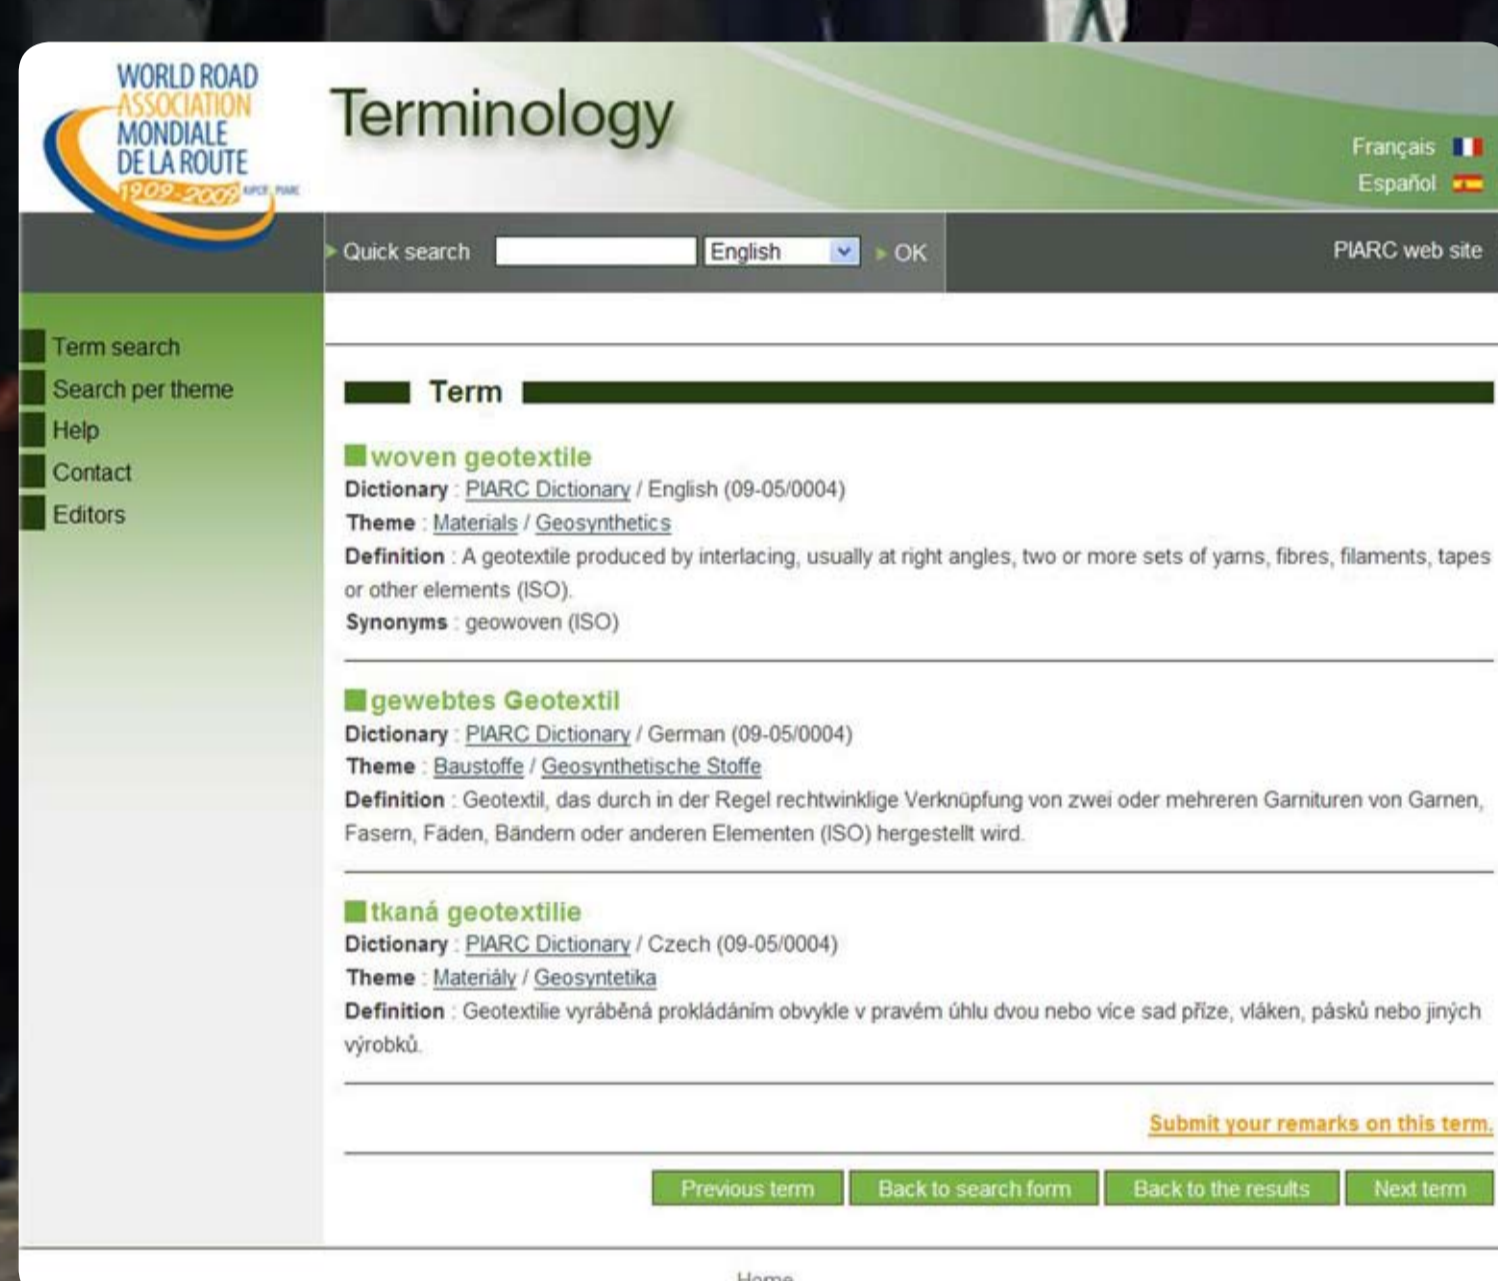 WORLD ROAD
ASSOCIATION
MONDIALE
DE LA ROUTE
1909-2009 AIPCR PIARC
Terminology
Français
Español
Quick search
English
OK
PIARC web site
Term search
Search per theme
Help
Contact
Editors
Term
woven geotextile
Dictionary : PIARC Dictionary / English (09-05/0004)
Theme : Materials / Geosynthetics
Definition : A geotextile produced by interlacing, usually at right angles, two or more sets of yarns, fibres, filaments, tapes
or other elements (ISO).
Synonyms : geowoven (ISO)
gewebtes Geotextil
Dictionary : PIARC Dictionary / German (09-05/0004)
Theme : Baustoffe / Geosynthetische Stoffe
Definition : Geotextil, das durch in der Regel rechtwinklige Verknüpfung von zwei oder mehreren Garnituren von Garnen,
Fasern, Fäden, Bändern oder anderen Elementen (ISO) hergestellt wird.
tkaná geotextilie
Dictionary : PIARC Dictionary / Czech (09-05/0004)
Theme : Materiály / Geosyntetika
Definition : Geotextilie vyráběná prokládáním obvykle v pravém úhlu dvou nebo více sad příze, vláken, pásků nebo jiných
výrobků.
Submit your remarks on this term.
Previous term
Back to search form
Back to the results
Next term
Home